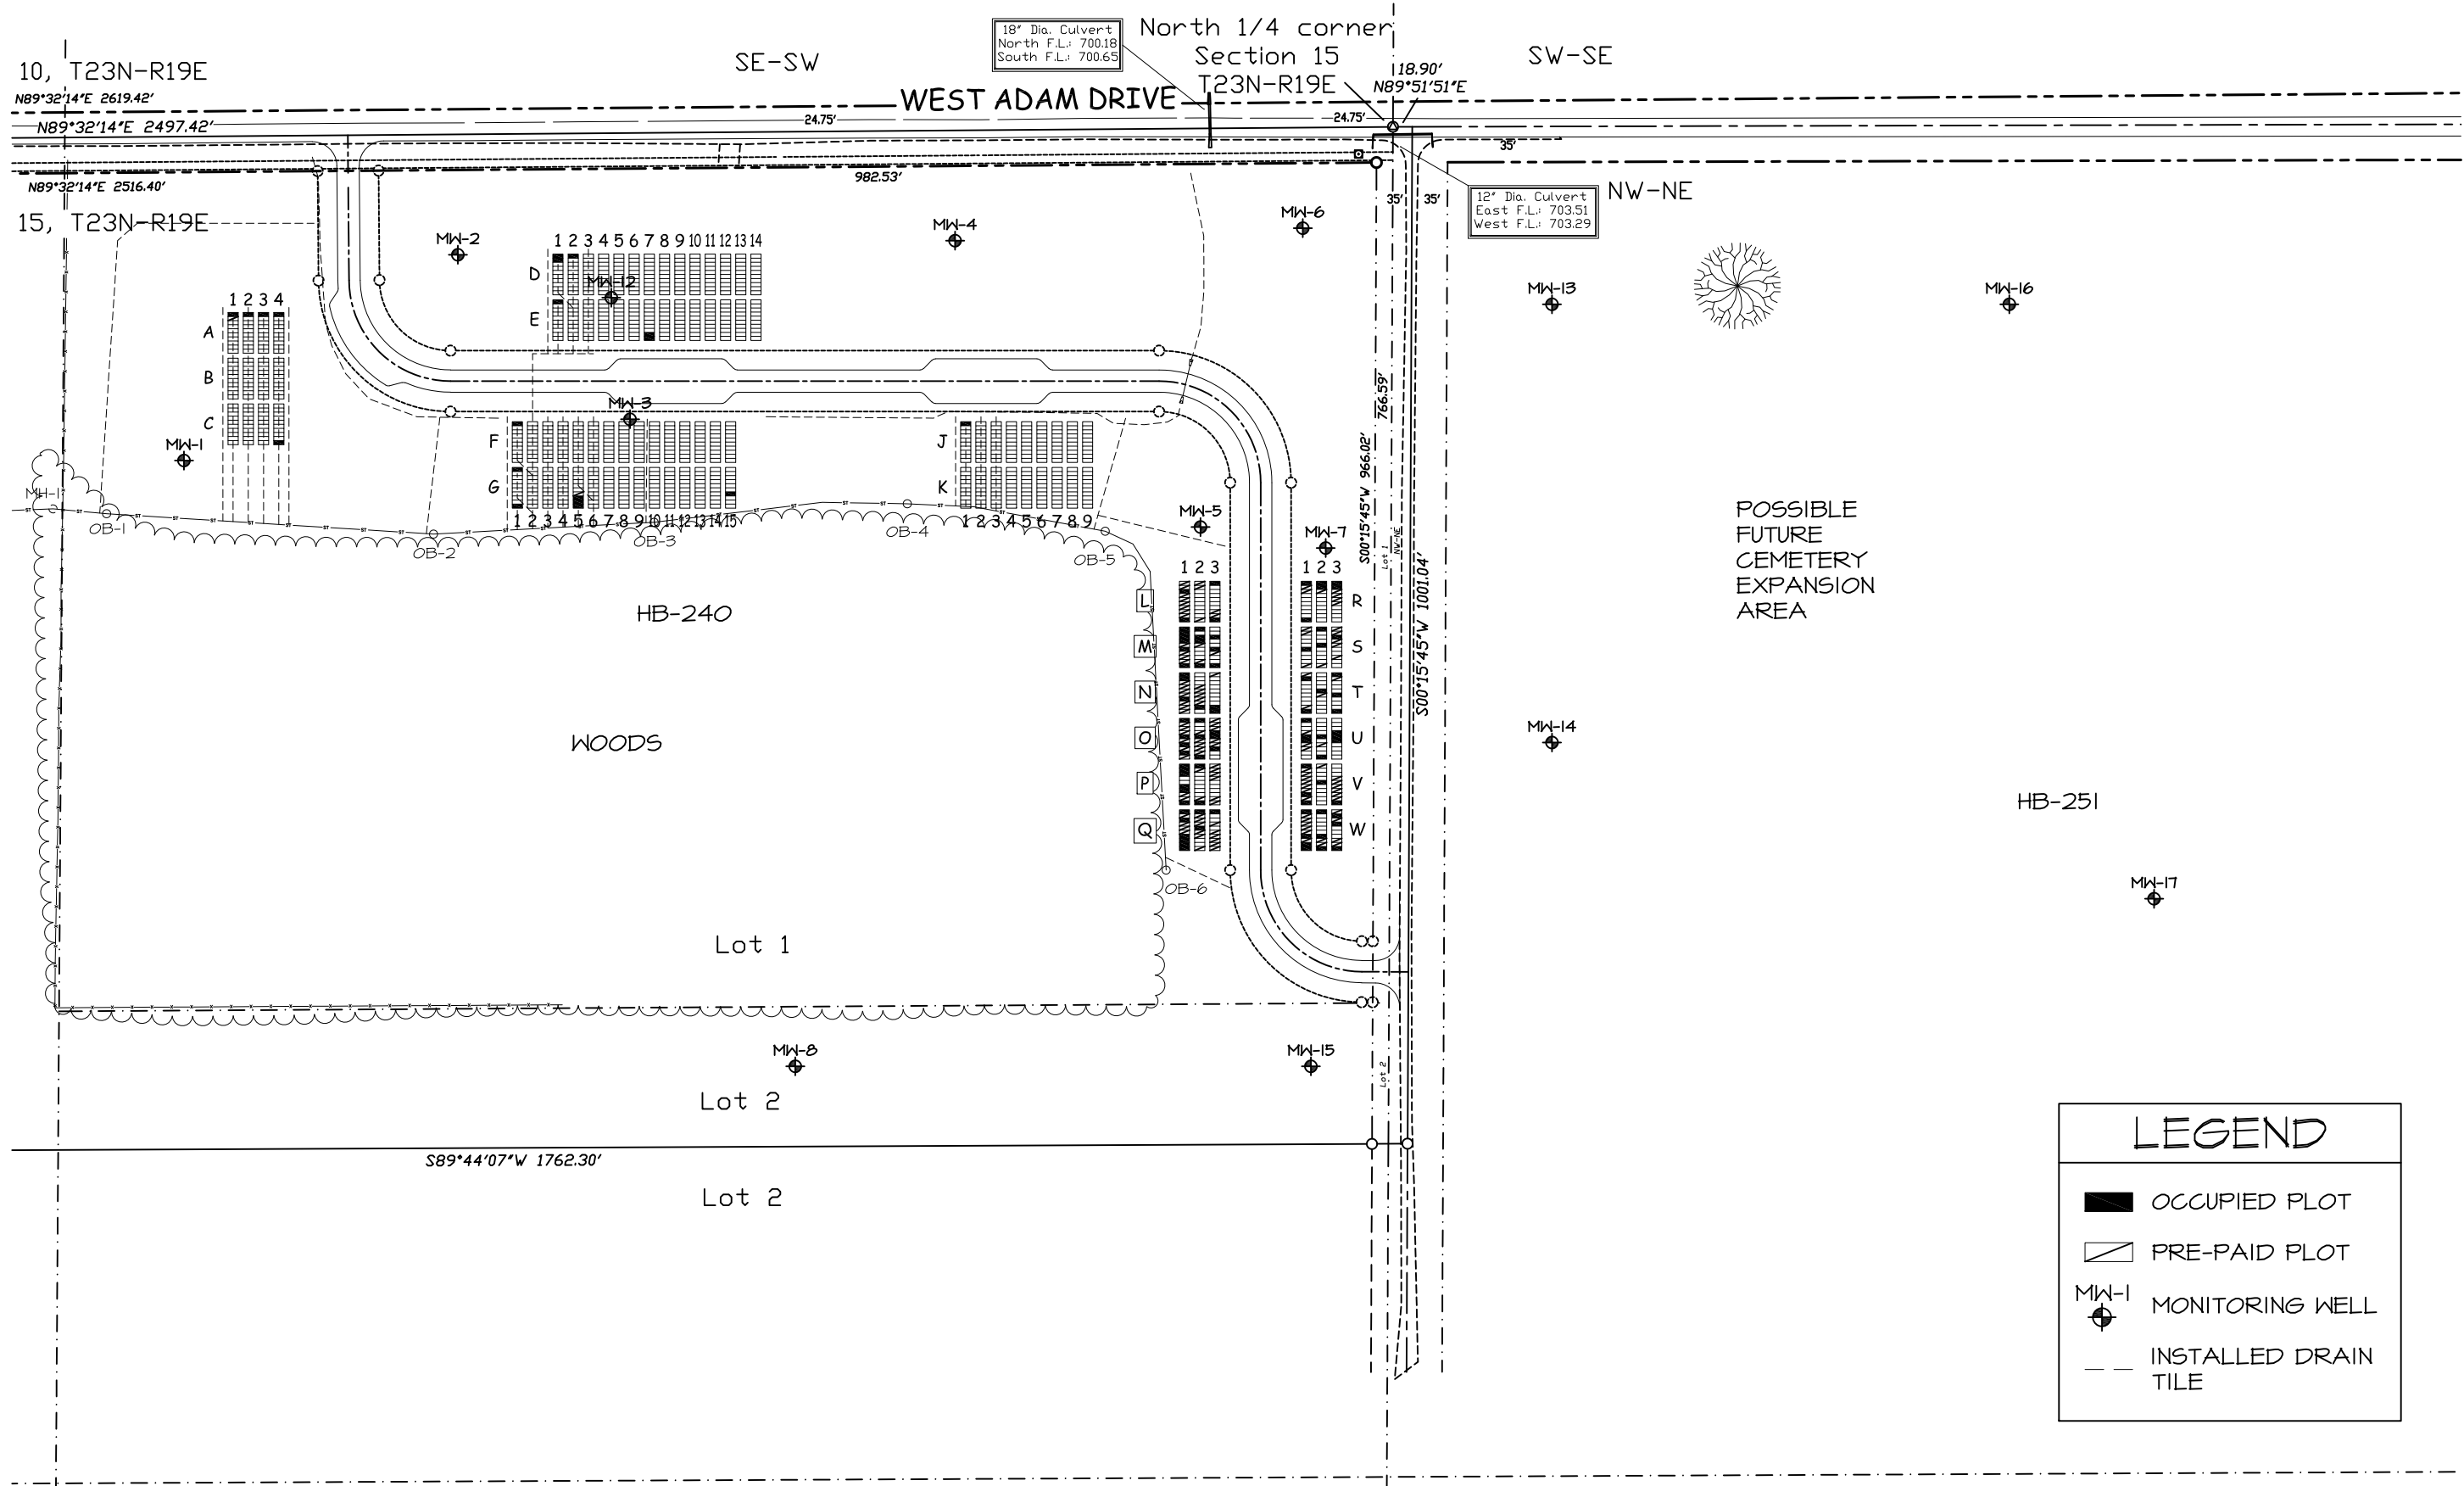 18" Dia. Culvert
North F.L.: 700.18
South F.L.: 700.65
North 1/4 corner
Section 15
T23N-R19E
SE-SW
SW-SE
10, T23N-R19E
18.90'
N89°51'51"E
N89°32'14"E 2619.42'
WEST ADAM DRIVE
N89°32'14"E 2497.42'
24.75'
24.75'
35'
982.53'
N89°32'14"E 2516.40'
15, T23N-R19E
35'
35'
12" Dia. Culvert
East F.L.: 703.51
West F.L.: 703.29
NW-NE
MW-2
MW-4
MW-6
1 2 3 4 5 6 7 8 9 10 11 12 13 14
D
MW-12
E
MW-13
MW-16
1 2 3 4
A
B
C
MW-1
MW-3
F
G
1 2 3 4 5 6 7 8 9 10 11 12 13 14 15
J
K
1 2 3 4 5 6 7 8 9
766.59'
S00°15'45"W 966.02'
Lot 1
NW-NE
S00°15'45"W 1001.04'
MH-1
OB-1
OB-2
OB-3
OB-4
OB-5
MW-5
MW-7
POSSIBLE
FUTURE
CEMETERY
EXPANSION
AREA
1 2 3
1 2 3
L
M
N
O
P
Q
R
S
T
U
V
W
HB-240
WOODS
MW-14
HB-251
MW-17
OB-6
Lot 1
MW-8
MW-15
Lot 2
Lot 2
S89°44'07"W 1762.30'
Lot 2
LEGEND
OCCUPIED PLOT
PRE-PAID PLOT
MW-1
MONITORING WELL
INSTALLED DRAIN
TILE